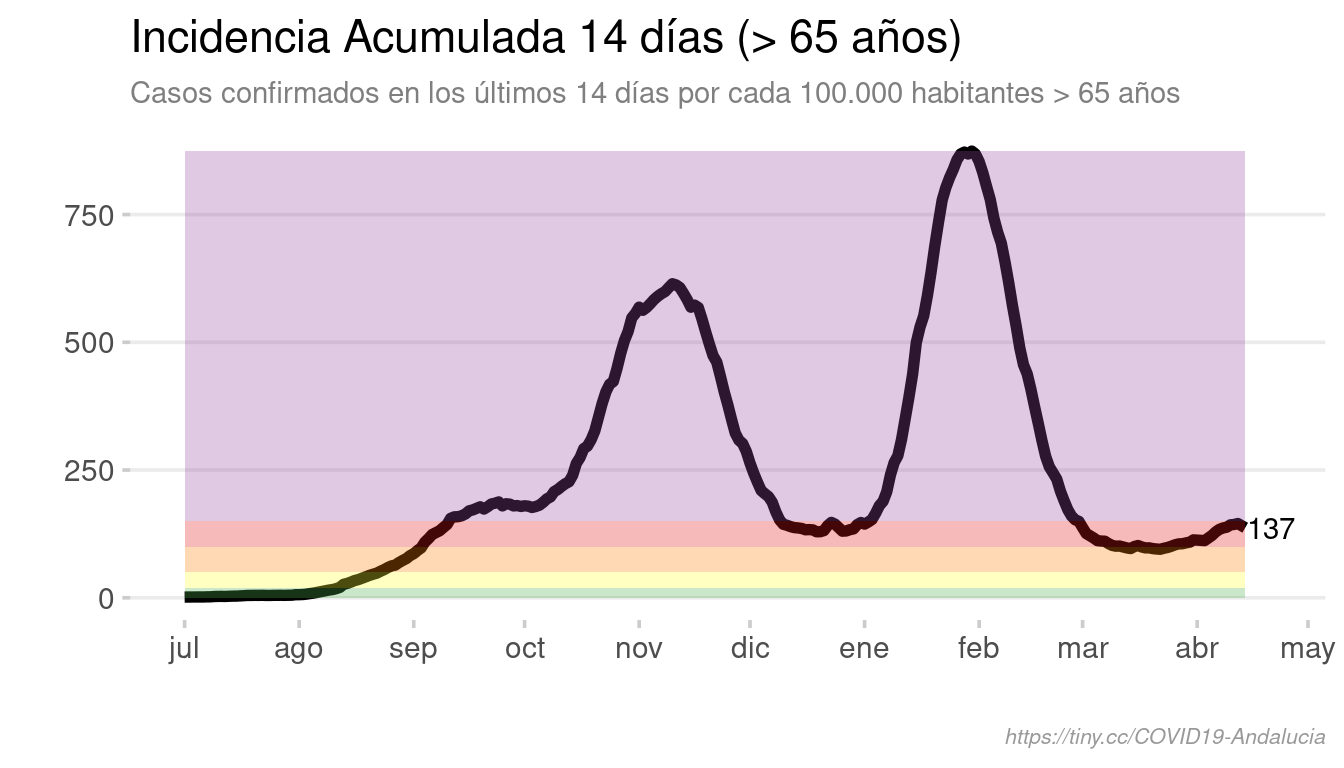 Incidencia Acumulada 14 días (> 65 años)
Casos confirmados en los últimos 14 días por cada 100.000 habitantes > 65 años
750
500
250
0
137
jul ago sep oct nov dic ene feb mar abr may
https://tiny.cc/COVID19-Andalucia